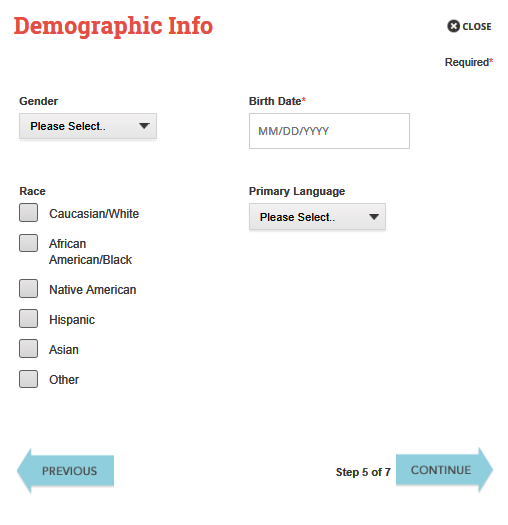 Demographic Info
CLOSE
Required*
Gender
Birth Date*
Please Select..
MM/DD/YYYY
Race
Primary Language
Caucasian/White
Please Select..
African
American/Black
Native American
Hispanic
Asian
Other
PREVIOUS
Step 5 of 7
CONTINUE